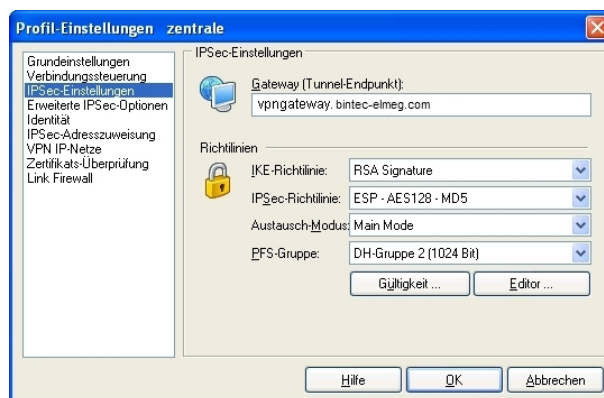 Profil-Einstellungen zentrale
Grundeinstellungen
Verbindungssteuerung
IPSec-Einstellungen
Erweiterte IPSec-Optionen
Identität
IPSec-Adresszuweisung
VPN IP-Netze
Zertifikats-Überprüfung
Link Firewall
IPSec-Einstellungen
Gateway (Tunnel-Endpunkt):
vpngateway.bintec-elmeg.com
Richtlinien
IKE-Richtlinie: RSA Signature
IPSec-Richtlinie: ESP - AES128 - MD5
Austausch-Modus: Main Mode
PFS-Gruppe: DH-Gruppe 2 (1024 Bit)
Gültigkeit ... Editor ...
Hilfe OK Abbrechen